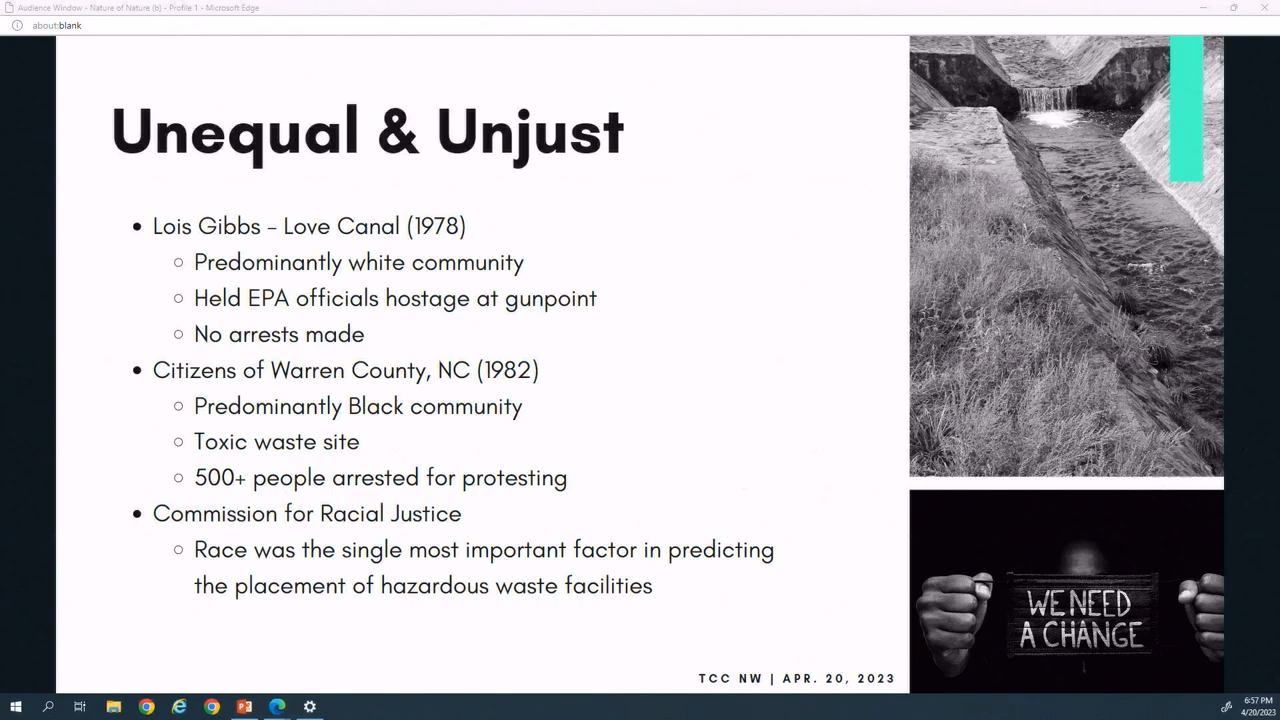 Audience Window - Nature of Nature (b) - Profile 1 - Microsoft Edge
about:blank
Unequal & Unjust
• Lois Gibbs – Love Canal (1978)
○ Predominantly white community
○ Held EPA officials hostage at gunpoint
○ No arrests made
• Citizens of Warren County, NC (1982)
○ Predominantly Black community
○ Toxic waste site
○ 500+ people arrested for protesting
• Commission for Racial Justice
○ Race was the single most important factor in predicting
the placement of hazardous waste facilities
WE NEED
A CHANGE
TCC NW | APR. 20, 2023
6:57 PM
4/20/2023